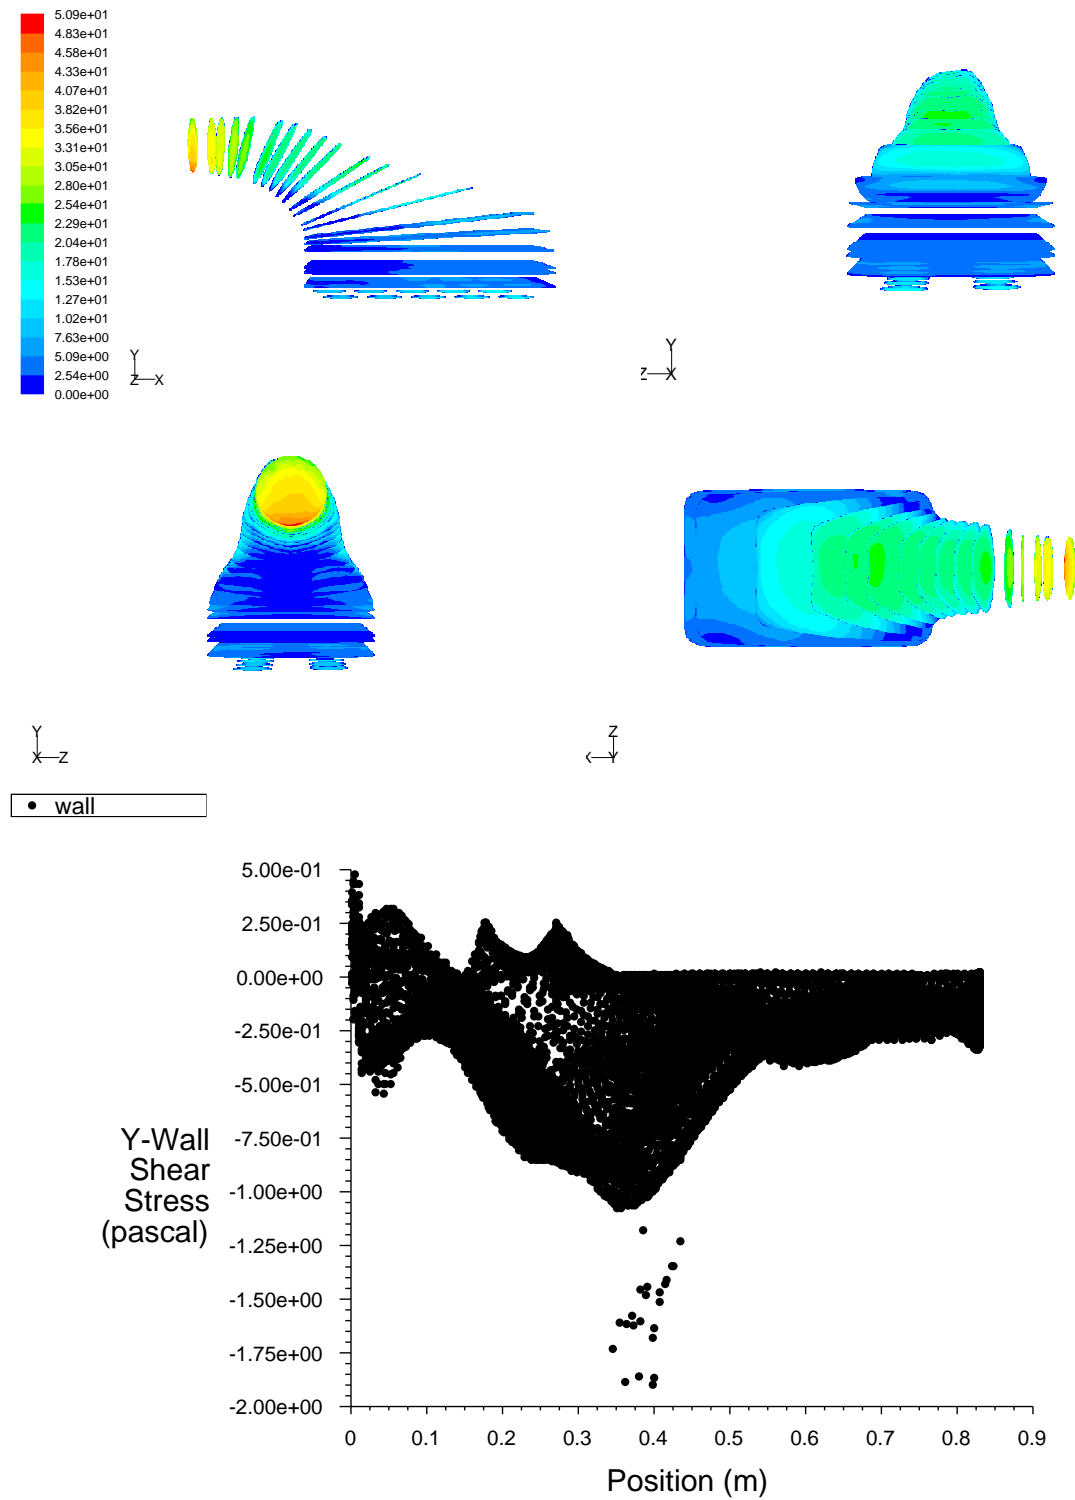 5.09e+01
4.83e+01
4.58e+01
4.33e+01
4.07e+01
3.82e+01
3.56e+01
3.31e+01
3.05e+01
2.80e+01
2.54e+01
2.29e+01
2.04e+01
1.78e+01
1.53e+01
1.27e+01
1.02e+01
7.63e+00
5.09e+00
2.54e+00
0.00e+00
Y
Z X
Y
Z X
Y
X Z
Z
X Y
wall
5.00e-01
2.50e-01
0.00e+00
-2.50e-01
-5.00e-01
-7.50e-01
-1.00e+00
-1.25e+00
-1.50e+00
-1.75e+00
-2.00e+00
Y-Wall
Shear
Stress
(pascal)
0 0.1 0.2 0.3 0.4 0.5 0.6 0.7 0.8 0.9
Position (m)